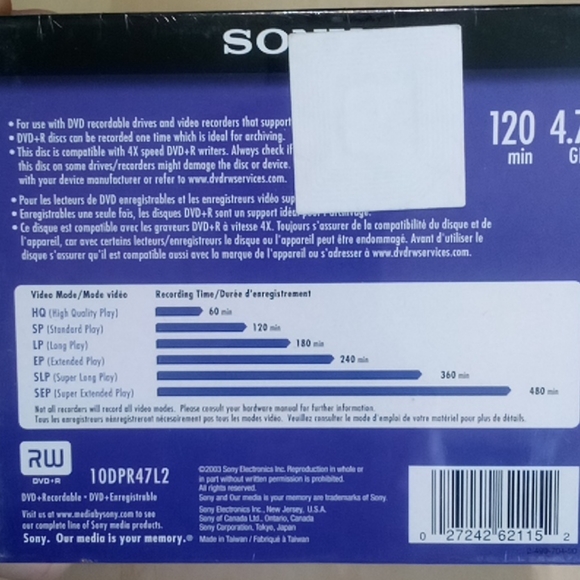 SONY
• For use with DVD recordable drives and video recorders that support
• DVD+R discs can be recorded one time which is ideal for archiving.
• This disc is compatible with 4X speed DVD+R writers. Always check if
this disc on some drives/recorders might damage the disc or device.
with your device manufacturer or refer to www.dvdrwservices.com.
• Pour les lecteurs de DVD enregistrables et les enregistreurs vidéo
• Enregistrables une seule fois, les disques DVD+R sont un support idéal pour l'archivage.
• Ce disque est compatible avec les graveurs DVD+R à vitesse 4X. Toujours s'assurer de la compatibilité du disque et de
l'appareil, car avec certains lecteurs/enregistreurs le disque ou l'appareil peut être endommagé. Avant d'utiliser le
disque s'assurer qu'il est compatible aussi avec la marque de l'appareil ou s'adresser à www.dvdrwservices.com.
120 4.7
min
Video Mode/Mode vidéo Recording Time/Durée d'enregistrement
HQ (High Quality Play) 60 min
SP (Standard Play) 120 min
LP (Long Play) 180 min
EP (Extended Play) 240 min
SLP (Super Long Play) 360 min
SEP (Super Extended Play) 480 min
Not all recorders will record all video modes. Please consult your hardware manual for further information.
Tous les enregistreurs nénregistreront nécesairement pas tous les modes vidéo. Veuillez consulter le mode d'emploi de votre matériel pour plus de détails.
RW
DVD+R
10DPR47L2
DVD+Recordable • DVD+Enregistrable
Visit us at www.mediabysony.com to see
our complete line of Sony media products.
Sony. Our media is your memory.®
©2003 Sony Electronics Inc. Reproduction in whole or
in part without written permission is prohibited.
All rights reserved.
Sony and Our media is your memory are trademarks of Sony.
Sony Electronics Inc., New Jersey, U.S.A.
Sony of Canada Ltd., Ontario, Canada
Sony Corporation, Tokyo, Japan
Made in Taiwan / Fabriqué à Taiwan
0 27242 62115 2